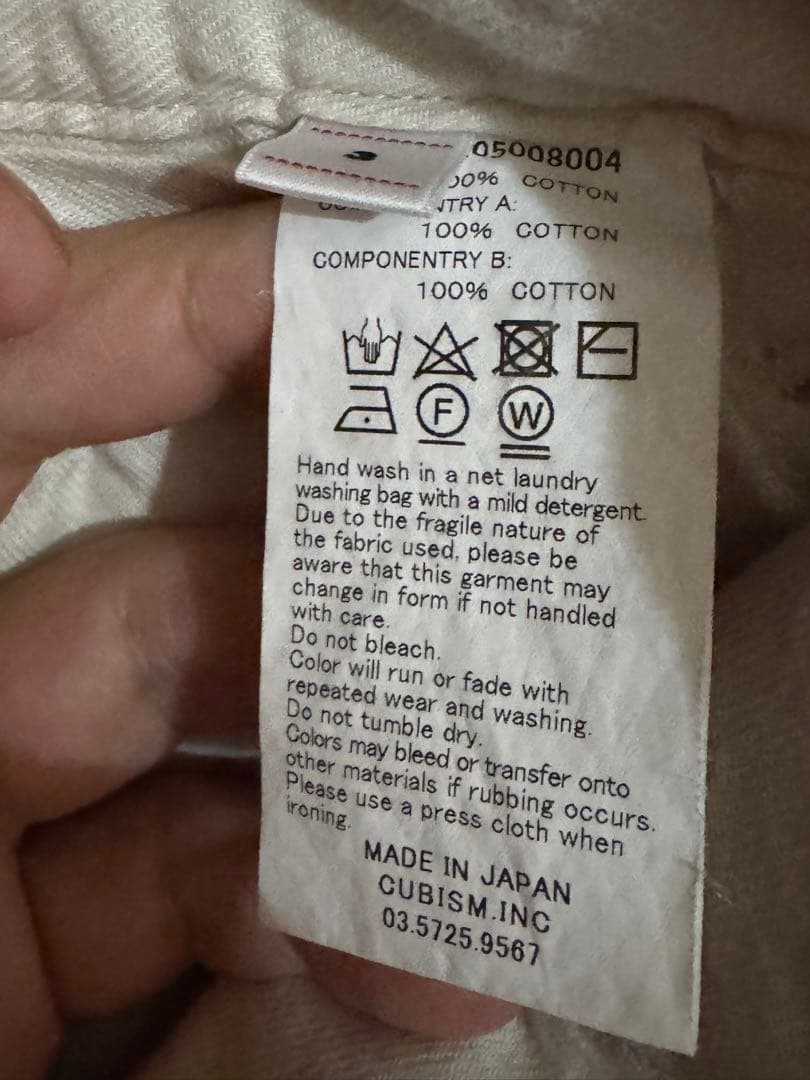 05008004
COTTON
A:
100% COTTON
COMPONENTRY B:
100% COTTON
F W
Hand wash in a net laundry
washing bag with a mild detergent.
Due to the fragile nature of
the fabric used, please be
aware that this garment may
change in form if not handled
with care.
Do not bleach.
Color will run or fade with
repeated wear and washing.
Do not tumble dry.
Colors may bleed or transfer onto
other materials if rubbing occurs.
Please use a press cloth when
ironing.
MADE IN JAPAN
CUBISM.INC
03.5725.9567